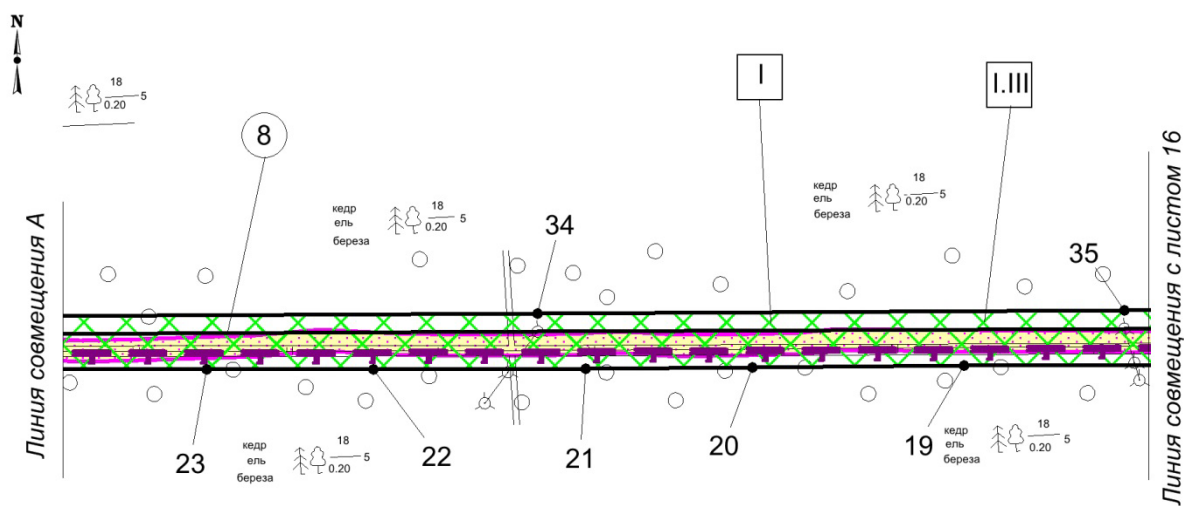 N
18
0.20 5
8
I
I.III
Линия совмещения А
Линия совмещения с листом 16
кедр
ель
береза
18
0.20 5
34
кедр
ель
береза
18
0.20 5
35
23
кедр
ель
береза
18
0.20 5
22
21
20
19
кедр
ель
береза
18
0.20 5